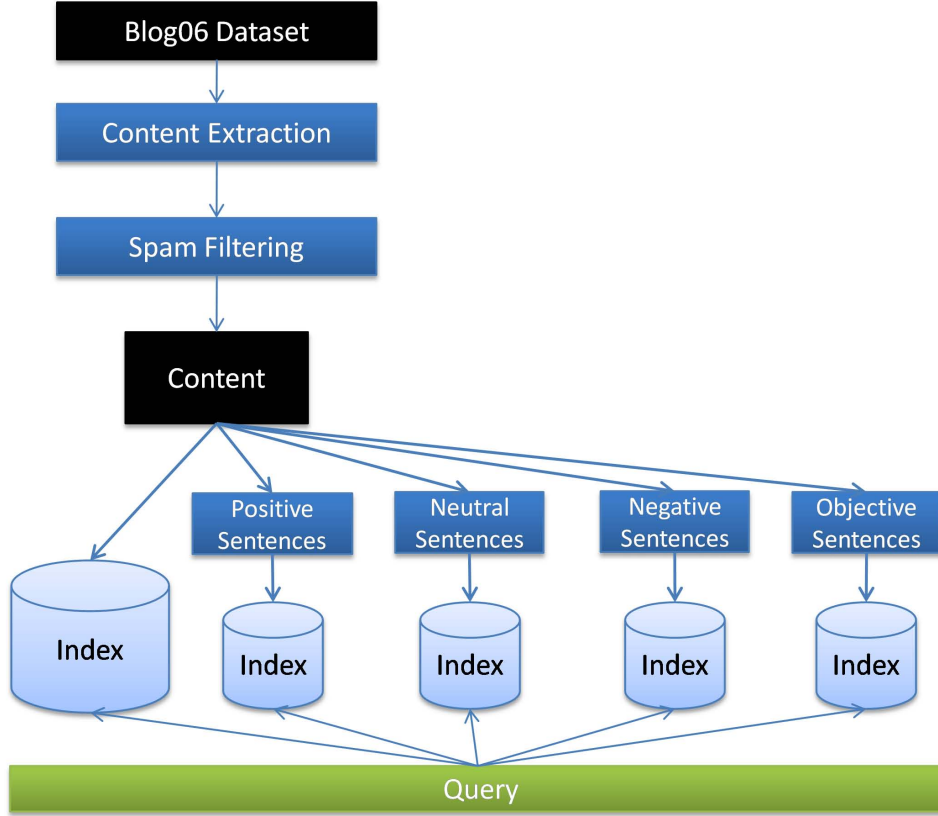 Blog06 Dataset
Content Extraction
Spam Filtering
Content
Positive
Sentences
Neutral
Sentences
Negative
Sentences
Objective
Sentences
Index
Index
Index
Index
Index
Query